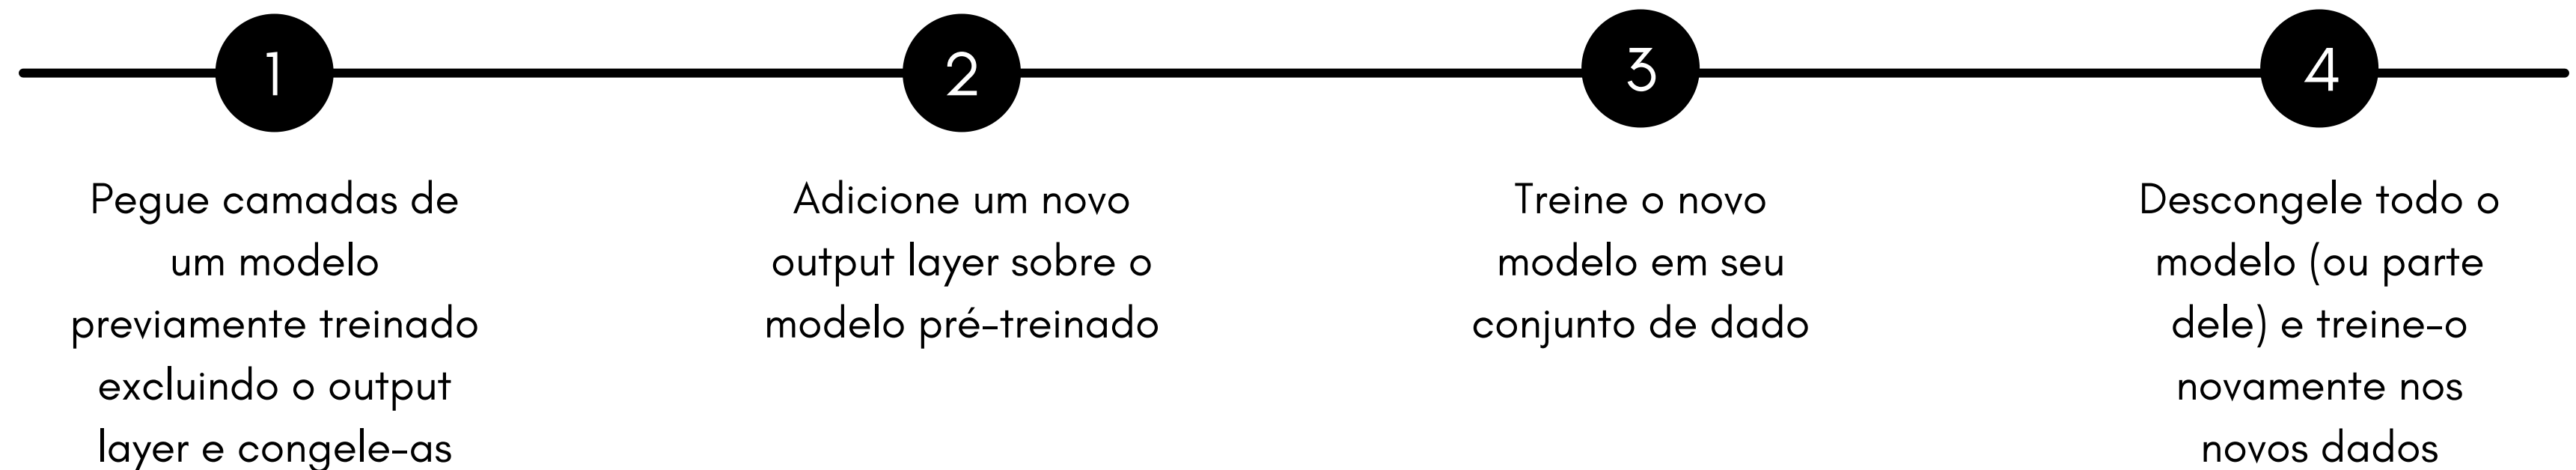 1
Pegue camadas de
um modelo
previamente treinado
excluindo o output
layer e congele-as
2
Adicione um novo
output layer sobre o
modelo pré-treinado
3
Treine o novo
modelo em seu
conjunto de dado
4
Descongele todo o
modelo (ou parte
dele) e treine-o
novamente nos
novos dados